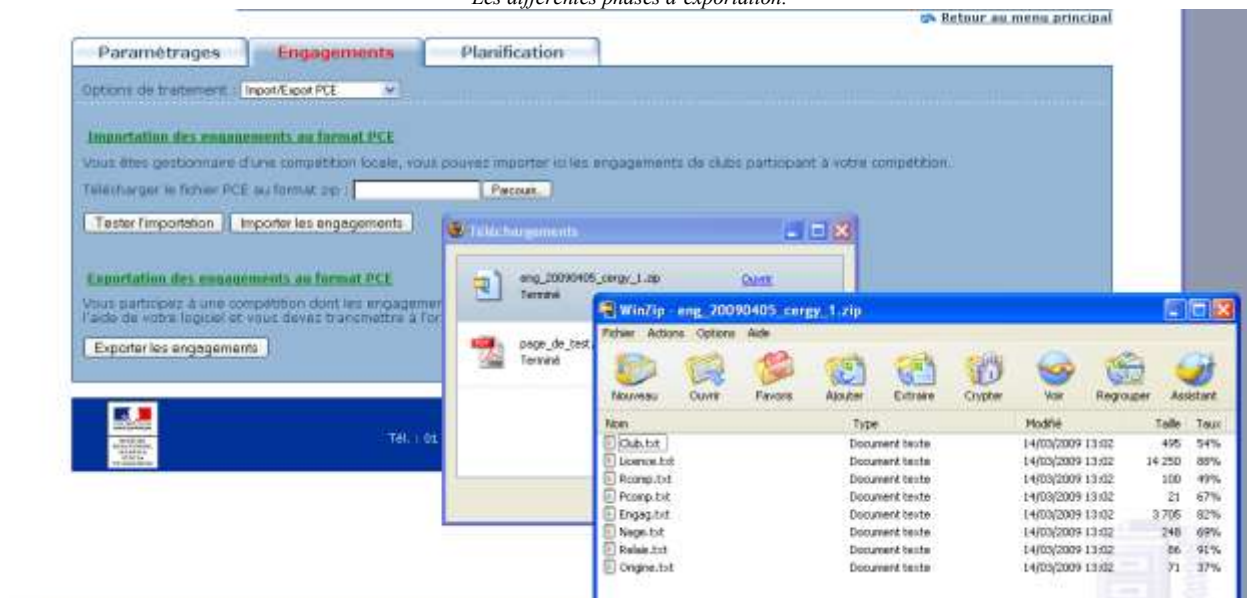 Les différentes phases d'exportation.
Retour au menu principal
Paramétrages Engagements Planification
Options de traitement : Import/Export PCE
Importation des engagements au format PCE
Vous êtes gestionnaire d'une compétition locale, vous pouvez importer ici les engagements de clubs participant à votre compétition.
Télécharger le fichier PCE au format zip : Parcourir...
Tester l'importation Importer les engagements
Téléchargements
Exportation des engagements au format PCE
eng_20090405_cergy_1.zip Ouvrir
Terminé
Vous participez à une compétition dont les engagemen
l'aide de votre logiciel et vous devez transmettre à l'or
Exporter les engagements
page_de_test.
Terminé
WinZip - eng_20090405_cergy_1.zip
Fichier Actions Options Aide
Nouveau Ouvrir Favoris Ajouter Extraire Crypter Voir Regrouper Assistant
Nom Type Modifié Taille Taux
Club.txt Document texte 14/03/2009 13:02 495 54%
Licence.txt Document texte 14/03/2009 13:02 14 250 88%
Rcomp.txt Document texte 14/03/2009 13:02 100 49%
Pcomp.txt Document texte 14/03/2009 13:02 21 67%
Engag.txt Document texte 14/03/2009 13:02 3 705 82%
Nage.txt Document texte 14/03/2009 13:02 248 69%
Relais.txt Document texte 14/03/2009 13:02 86 91%
Origine.txt Document texte 14/03/2009 13:02 71 37%
Tél. : 01